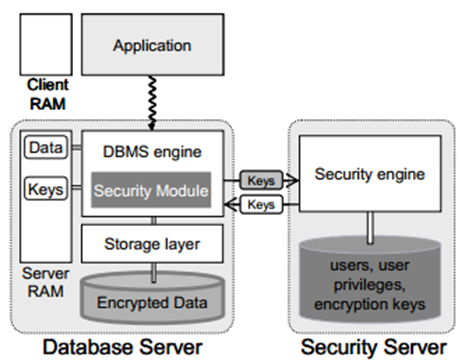 Application
Client
RAM
Data
DBMS engine
Keys
Security Module
Keys
Keys
Security engine
Storage layer
Server
RAM
Encrypted Data
users, user
privileges,
encryption keys
Database Server
Security Server